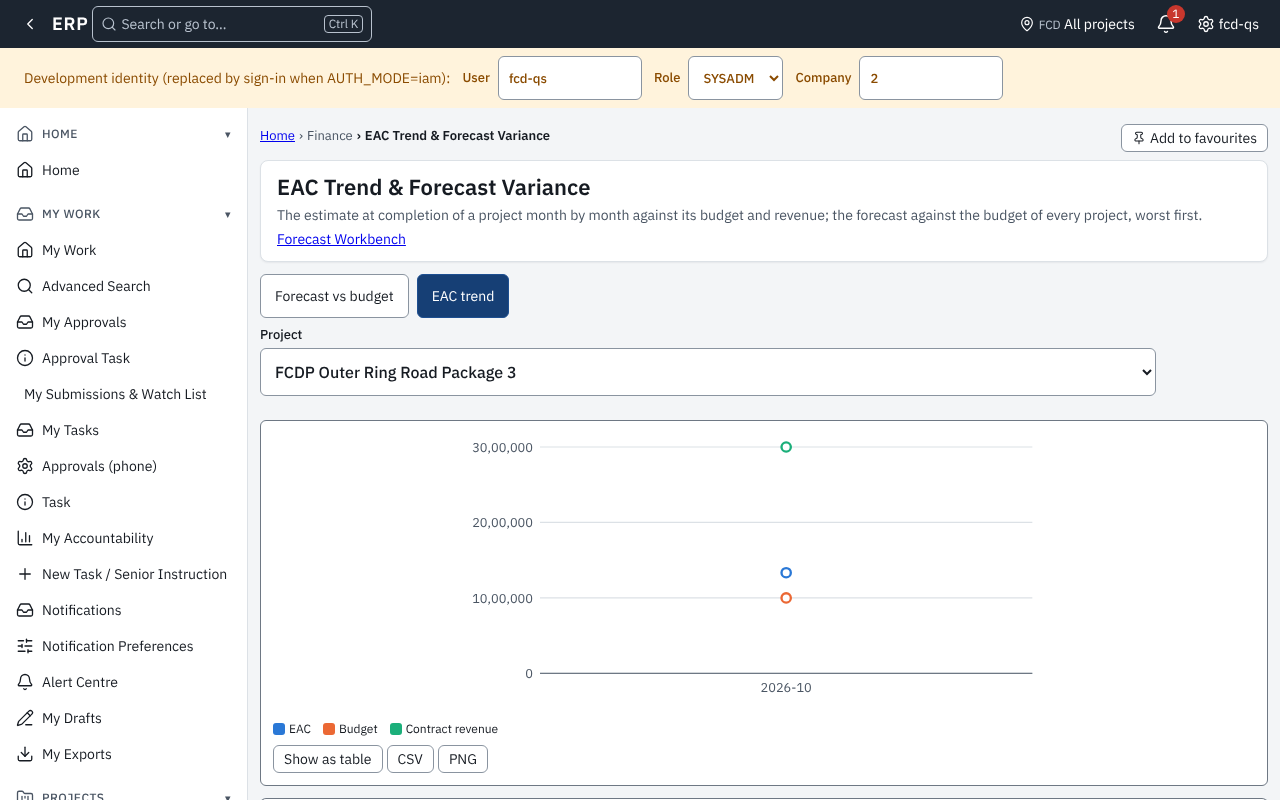 ERP
Search or go to...
Ctrl K
FCD All projects
1
fcd-qs
Development identity (replaced by sign-in when AUTH_MODE=iam):
User
fcd-qs
Role
SYSADM
Company
2
HOME
Home
MY WORK
My Work
Advanced Search
My Approvals
Approval Task
My Submissions & Watch List
My Tasks
Approvals (phone)
Task
My Accountability
New Task / Senior Instruction
Notifications
Notification Preferences
Alert Centre
My Drafts
My Exports
PROJECTS
Home › Finance › EAC Trend & Forecast Variance
Add to favourites
EAC Trend & Forecast Variance
The estimate at completion of a project month by month against its budget and revenue; the forecast against the budget of every project, worst first.
Forecast Workbench
Forecast vs budget
EAC trend
Project
FCDP Outer Ring Road Package 3
30,00,000
20,00,000
10,00,000
0
2026-10
EAC
Budget
Contract revenue
Show as table
CSV
PNG